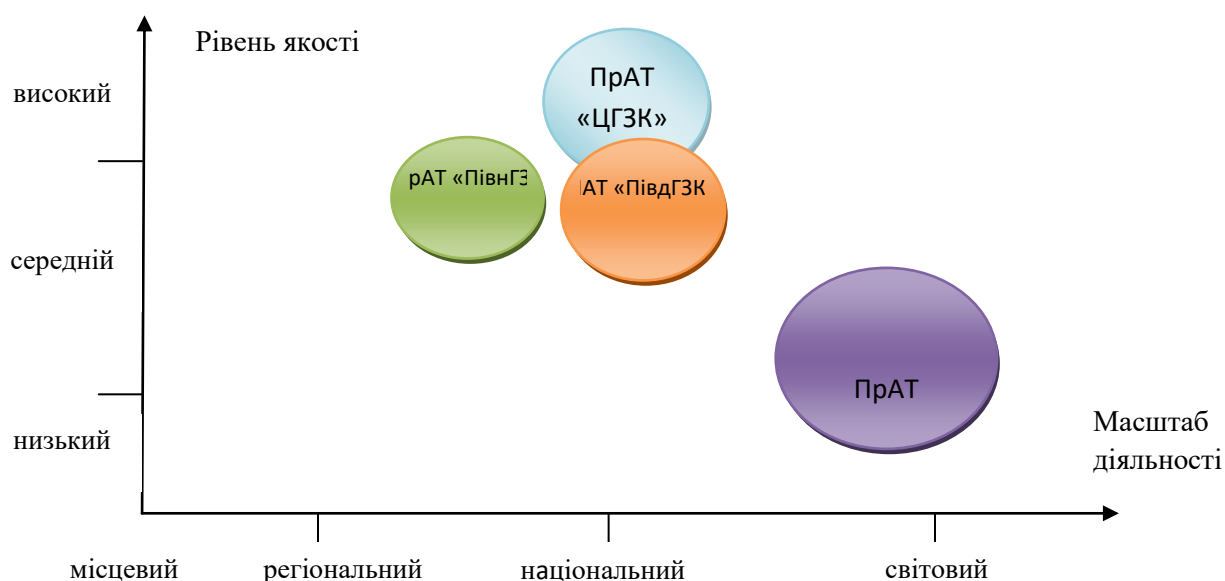 Рівень якості
високий
ПрАТ
«ЦГЗК»
рАТ «ПівнГЗ
АТ «ПівдГЗК
середній
ПрАТ
низький
Масштаб
діяльності
місцевий регіональний національний світовий